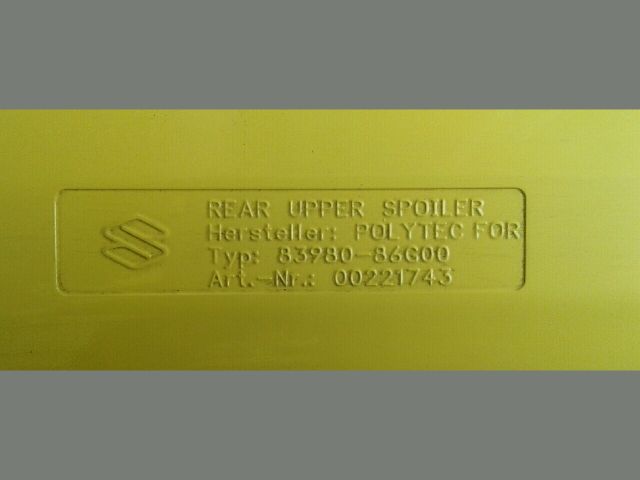 REAR UPPER SPOILER
Hersteller: POLYTEC FOR
Typ: 83980-86G00
Art.-Nr.: 00221743